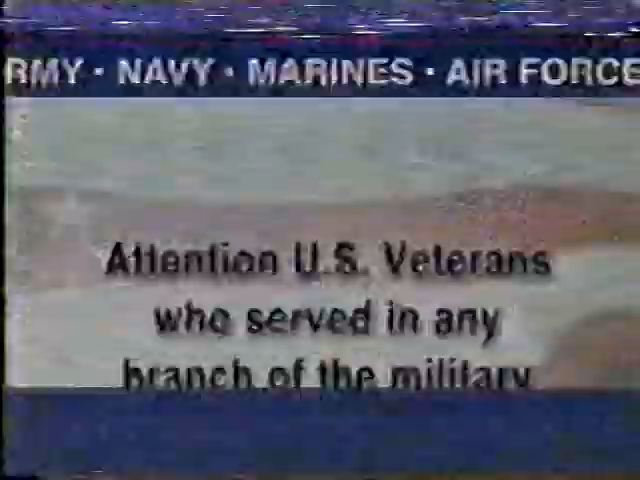 RMY · NAVY · MARINES · AIR FORCE
Attention U.S. Veterans
who served in any
branch of the military